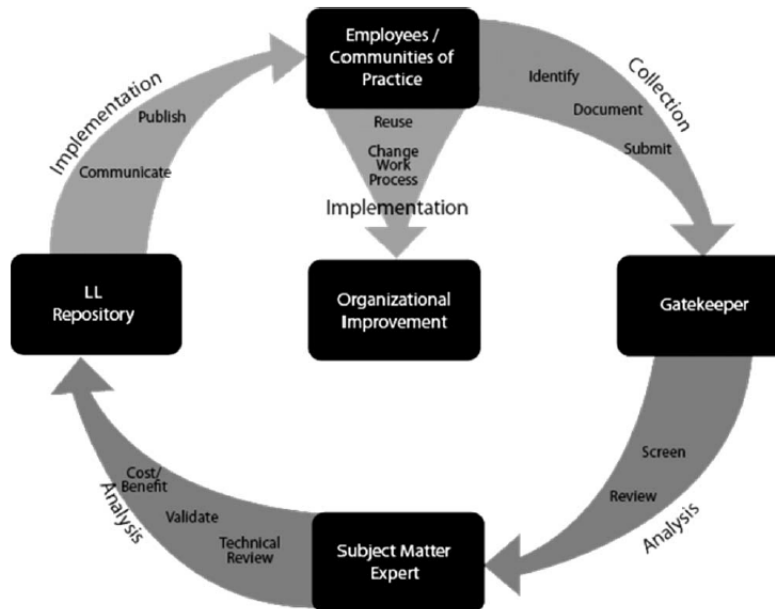 Employees /
Communities of
Practice
Identify
Document
Submit
Collection
Implementation
Publish
Communicate
Reuse
Change
Work
Process
Implementation
LL
Repository
Organizational
Improvement
Gatekeeper
Screen
Review
Analysis
Cost/
Benefit
Validate
Technical
Review
Analysis
Subject Matter
Expert